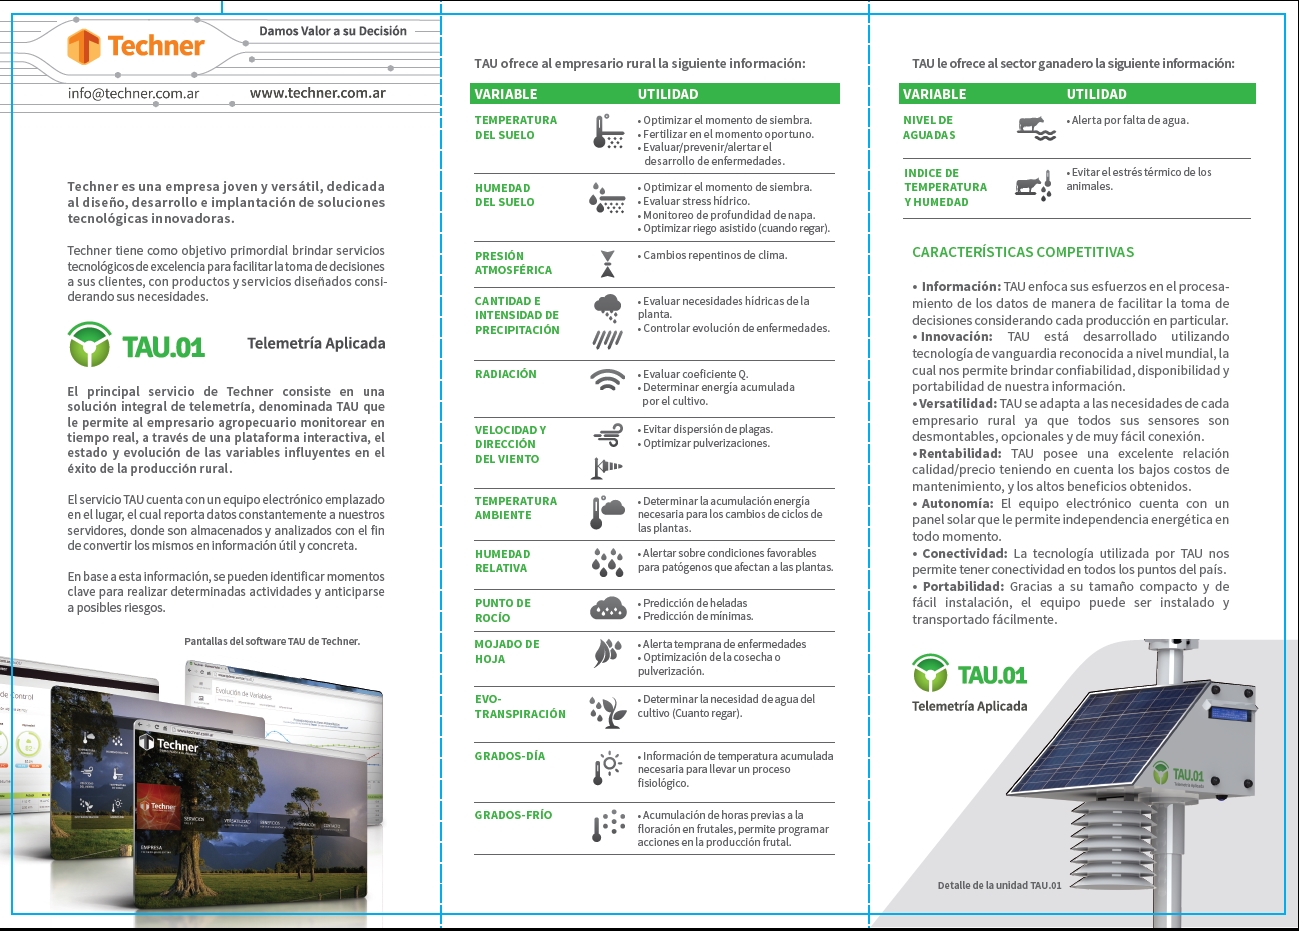 Damos Valor a su Decisión
Techner
info@techner.com.ar
www.techner.com.ar
Techner es una empresa joven y versátil, dedicada
al diseño, desarrollo e implantación de soluciones
tecnológicas innovadoras.
Techner tiene como objetivo primordial brindar servicios
tecnológicos de excelencia para facilitar la toma de decisiones
a sus clientes, con productos y servicios diseñados consi-
derando sus necesidades.
TAU.01
Telemetría Aplicada
El principal servicio de Techner consiste en una
solución integral de telemetría, denominada TAU que
le permite al empresario agropecuario monitorear en
tiempo real, a través de una plataforma interactiva, el
estado y evolución de las variables influyentes en el
éxito de la producción rural.
El servicio TAU cuenta con un equipo electrónico emplazado
en el lugar, el cual reporta datos constantemente a nuestros
servidores, donde son almacenados y analizados con el fin
de convertir los mismos en información útil y concreta.
En base a esta información, se pueden identificar momentos
clave para realizar determinadas actividades y anticiparse
a posibles riesgos.
Pantallas del software TAU de Techner.
de Control
Evolución de Variables
www.techner.com.ar
Techner
Techner
SERVICIOS
VERSATILIDAD
BENEFICIOS
INFORMACIÓN
CONTACTO
EMPRESA
TAU ofrece al empresario rural la siguiente información:
VARIABLE
UTILIDAD
TEMPERATURA
DEL SUELO
• Optimizar el momento de siembra.
• Fertilizar en el momento oportuno.
• Evaluar/prevenir/alertar el
desarrollo de enfermedades.
HUMEDAD
DEL SUELO
• Optimizar el momento de siembra.
• Evaluar stress hídrico.
• Monitoreo de profundidad de napa.
• Optimizar riego asistido (cuando regar).
PRESIÓN
ATMOSFÉRICA
• Cambios repentinos de clima.
CANTIDAD E
INTENSIDAD DE
PRECIPITACIÓN
• Evaluar necesidades hídricas de la
planta.
• Controlar evolución de enfermedades.
RADIACIÓN
• Evaluar coeficiente Q.
• Determinar energía acumulada
por el cultivo.
VELOCIDAD Y
DIRECCIÓN
DEL VIENTO
• Evitar dispersión de plagas.
• Optimizar pulverizaciones.
TEMPERATURA
AMBIENTE
• Determinar la acumulación energía
necesaria para los cambios de ciclos de
las plantas.
HUMEDAD
RELATIVA
• Alertar sobre condiciones favorables
para patógenos que afectan a las plantas.
PUNTO DE
ROCÍO
• Predicción de heladas
• Predicción de mínimas.
MOJADO DE
HOJA
• Alerta temprana de enfermedades
• Optimización de la cosecha o
pulverización.
EVO-
TRANSPIRACIÓN
• Determinar la necesidad de agua del
cultivo (Cuanto regar).
GRADOS-DÍA
• Información de temperatura acumulada
necesaria para llevar un proceso
fisiológico.
GRADOS-FRÍO
• Acumulación de horas previas a la
floración en frutales, permite programar
acciones en la producción frutal.
TAU le ofrece al sector ganadero la siguiente información:
VARIABLE
UTILIDAD
NIVEL DE
AGUADAS
• Alerta por falta de agua.
INDICE DE
TEMPERATURA
Y HUMEDAD
• Evitar el estrés térmico de los
animales.
CARACTERÍSTICAS COMPETITIVAS
• Información: TAU enfoca sus esfuerzos en el procesa-
miento de los datos de manera de facilitar la toma de
decisiones considerando cada producción en particular.
• Innovación: TAU está desarrollado utilizando
tecnología de vanguardia reconocida a nivel mundial, la
cual nos permite brindar confiabilidad, disponibilidad y
portabilidad de nuestra información.
• Versatilidad: TAU se adapta a las necesidades de cada
empresario rural ya que todos sus sensores son
desmontables, opcionales y de muy fácil conexión.
• Rentabilidad: TAU posee una excelente relación
calidad/precio teniendo en cuenta los bajos costos de
mantenimiento, y los altos beneficios obtenidos.
• Autonomía: El equipo electrónico cuenta con un
panel solar que le permite independencia energética en
todo momento.
• Conectividad: La tecnología utilizada por TAU nos
permite tener conectividad en todos los puntos del país.
• Portabilidad: Gracias a su tamaño compacto y de
fácil instalación, el equipo puede ser instalado y
transportado fácilmente.
TAU.01
Telemetría Aplicada
TAU.01
Telemetría Aplicada
Detalle de la unidad TAU.01